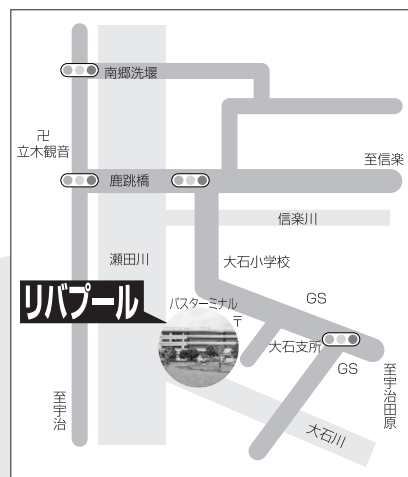 南郷洗堰
卍
立木観音
至信楽
鹿跳橋
信楽川
瀬田川
大石小学校
リバプール
バスターミナル
〒
GS
大石支所
GS
至宇治
至宇治田原
大石川